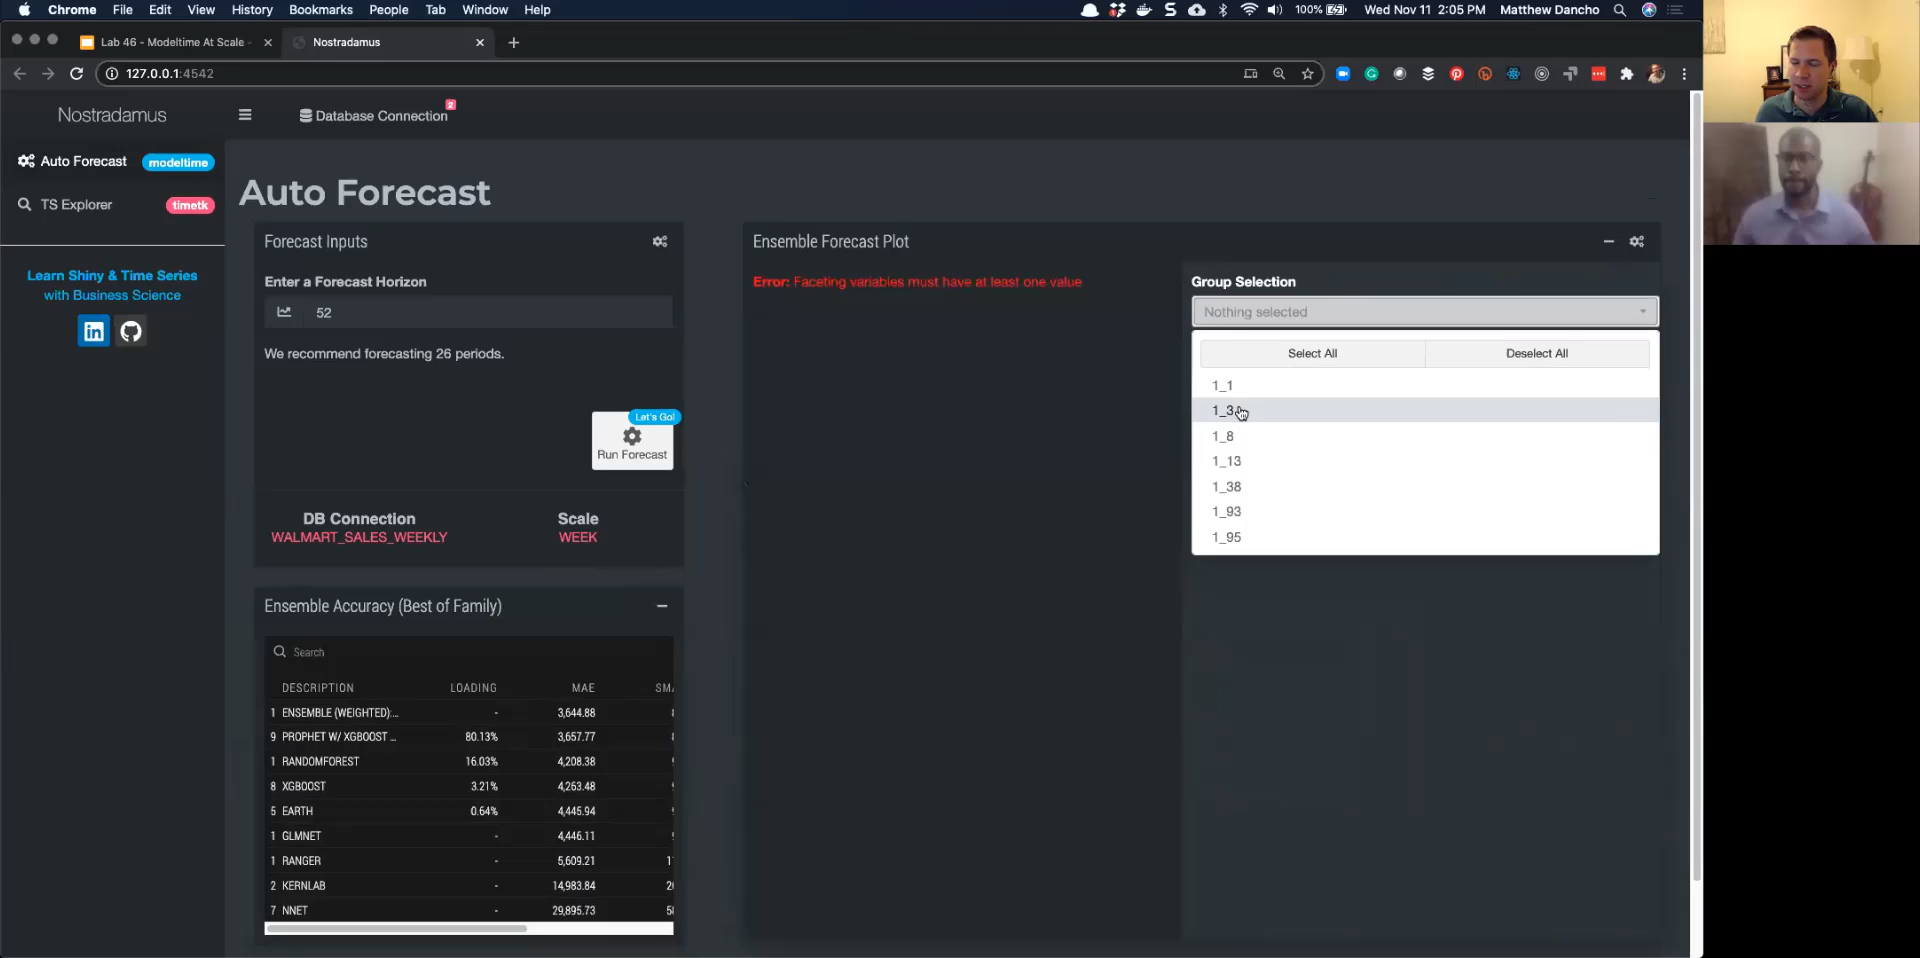 Chrome File Edit View History Bookmarks People Tab Window Help 100% Wed Nov 11 2:05 PM Matthew Dancho
Lab 46 - Modeltime At Scale -
Nostradamus
127.0.0.1:4542
Nostradamus
Database Connection
2
Auto Forecast
modeltime
TS Explorer
timetk
Learn Shiny & Time Series
with Business Science
Auto Forecast
Forecast Inputs
Enter a Forecast Horizon
52
We recommend forecasting 26 periods.
Let's Go!
Run Forecast
DB Connection
WALMART_SALES_WEEKLY
Scale
WEEK
Ensemble Accuracy (Best of Family)
Search
DESCRIPTION LOADING MAE
1 ENSEMBLE (WEIGHTED):... - 3,644.88
9 PROPHET W/ XGBOOST ... 80.13% 3,657.77
1 RANDOMFOREST 16.03% 4,208.38
8 XGBOOST 3.21% 4,263.48
5 EARTH 0.64% 4,445.94
1 GLMNET - 4,446.11
1 RANGER - 5,609.21
2 KERNLAB - 14,983.84
7 NNET - 29,895.73
Ensemble Forecast Plot
Error: Faceting variables must have at least one value
Group Selection
Nothing selected
Select All
Deselect All
1_1
1_3
1_8
1_13
1_38
1_93
1_95